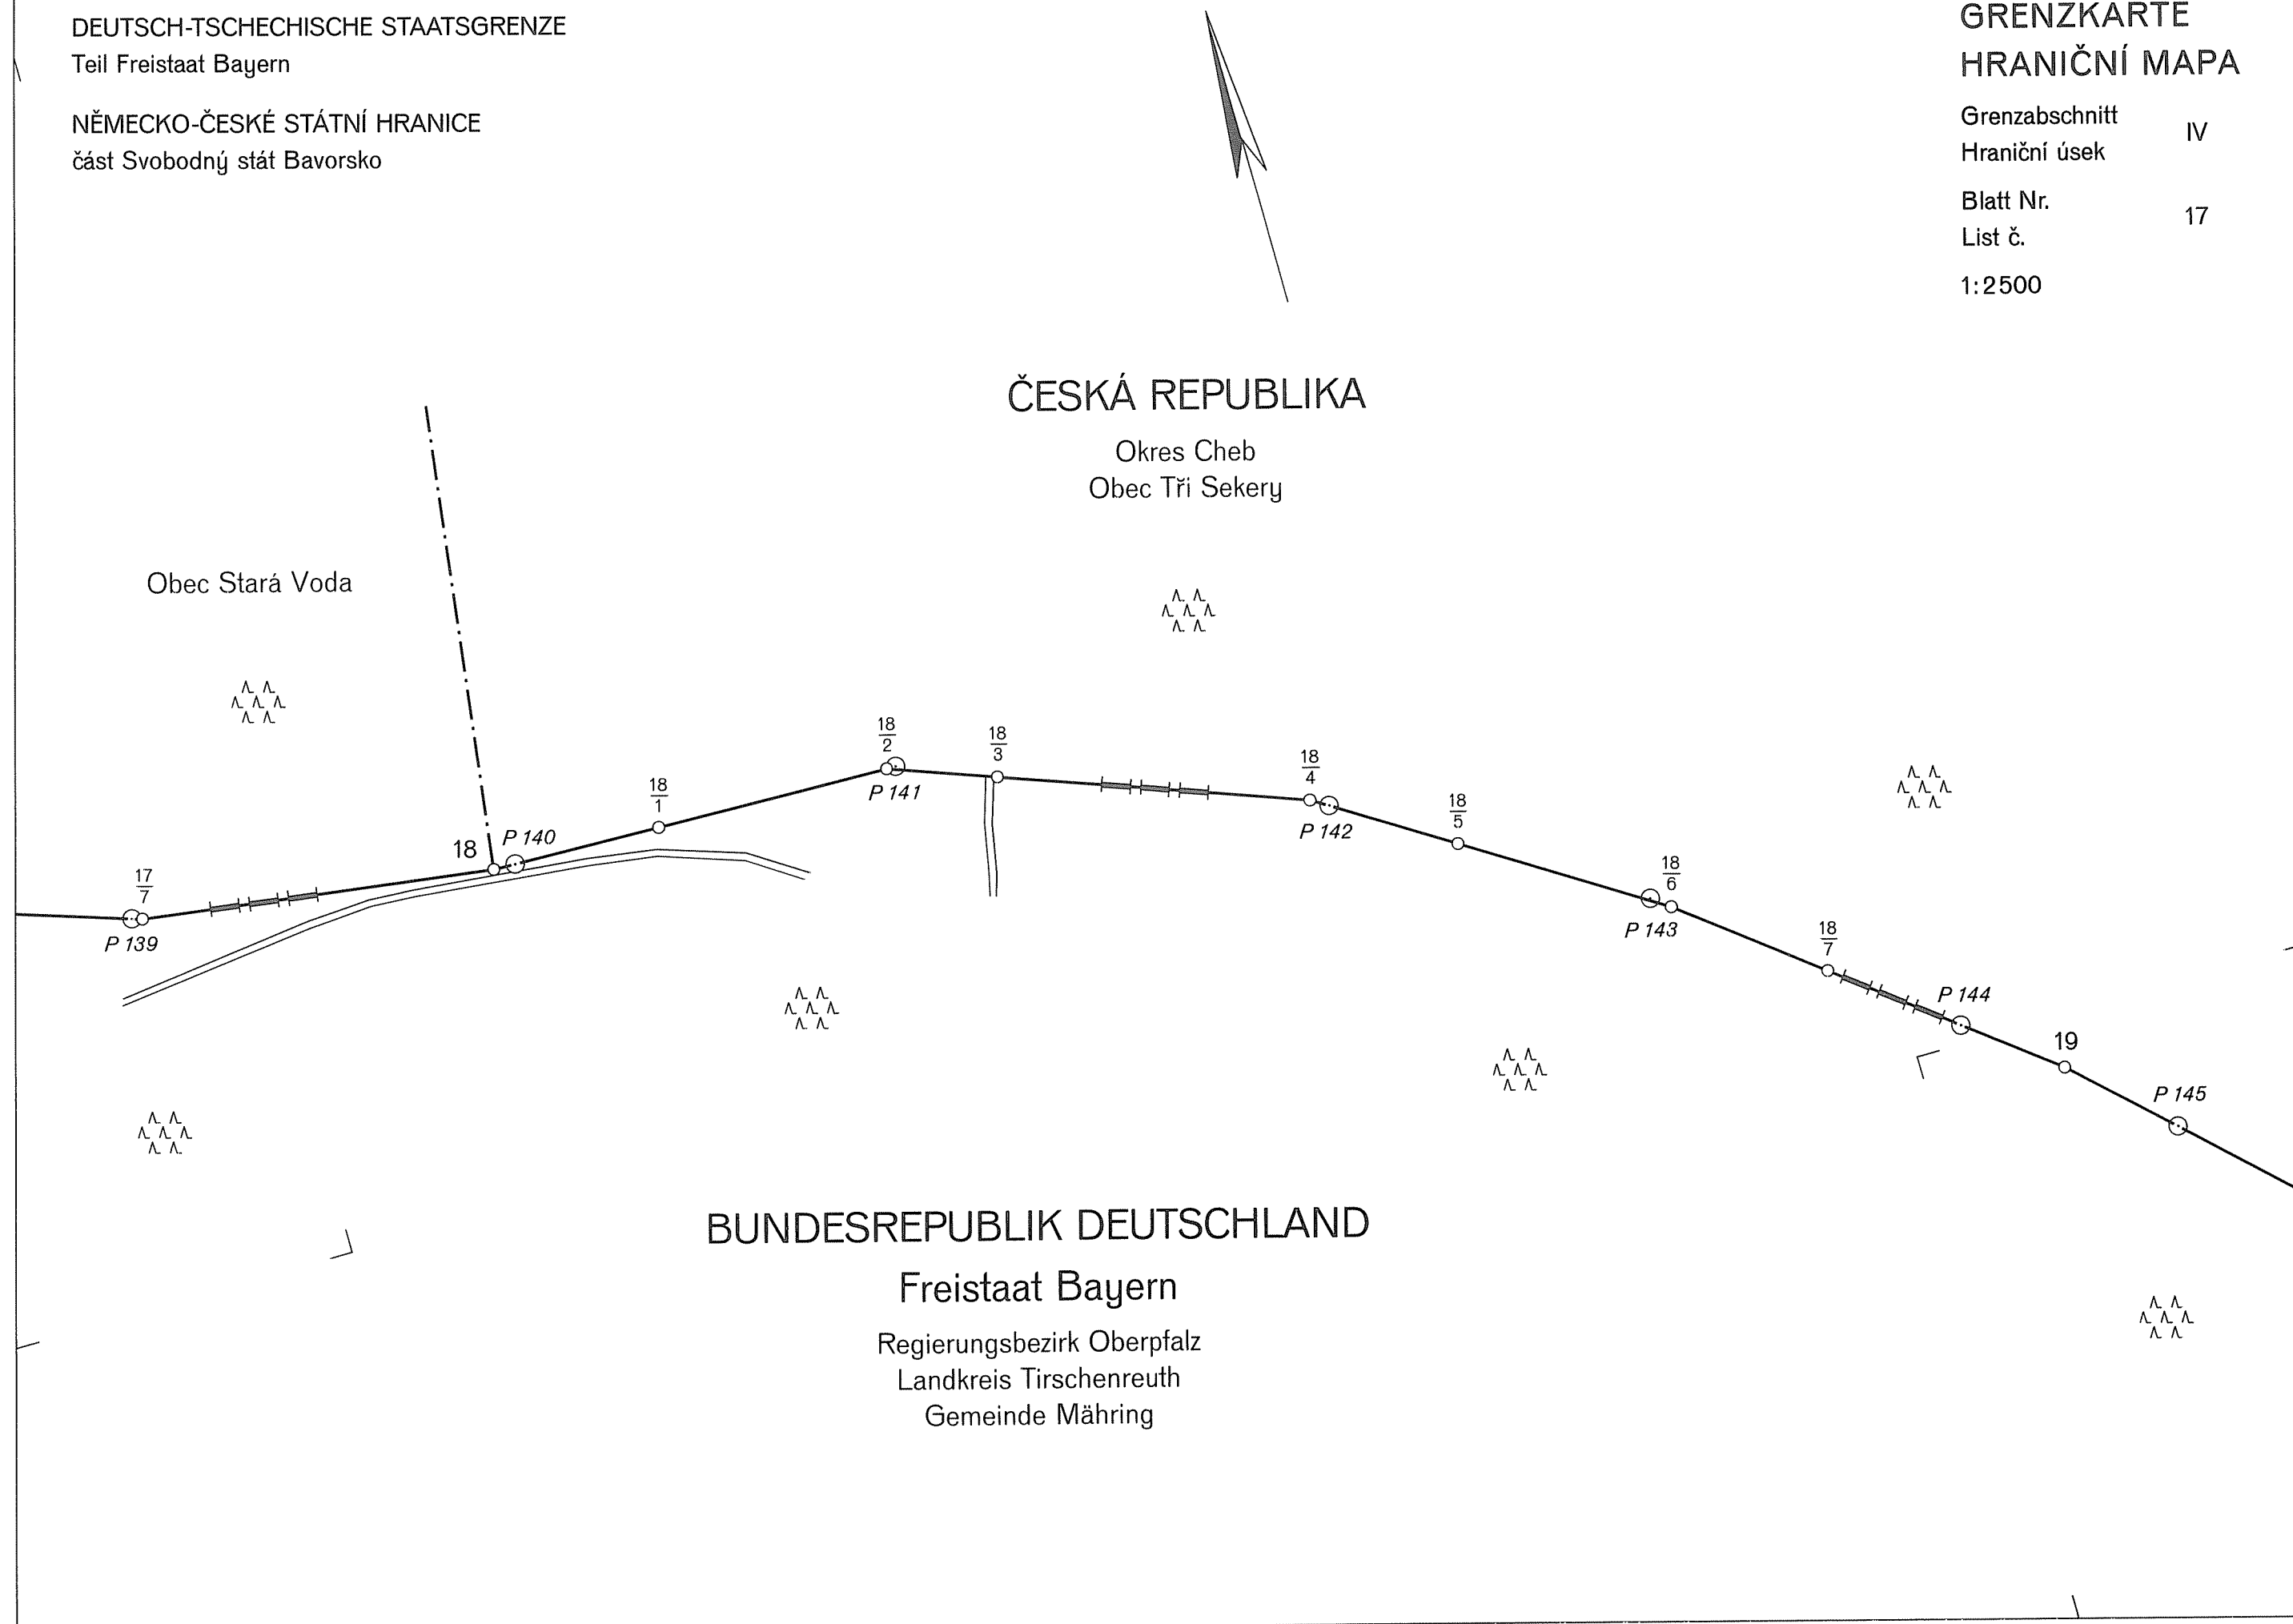 DEUTSCH-TSCHECHISCHE STAATSGRENZE
Teil Freistaat Bayern
NĚMECKO-ČESKÉ STÁTNÍ HRANICE
část Svobodný stát Bavorsko
GRENZKARTE
HRANIČNÍ MAPA
Grenzabschnitt
Hraniční úsek
IV
Blatt Nr.
List č.
17
1:2500
ČESKÁ REPUBLIKA
Okres Cheb
Obec Tři Sekery
Obec Stará Voda
17
7
P 139
18
P 140
18
1
18
2
P 141
18
3
18
4
P 142
18
5
18
6
P 143
18
7
P 144
19
P 145
BUNDESREPUBLIK DEUTSCHLAND
Freistaat Bayern
Regierungsbezirk Oberpfalz
Landkreis Tirschenreuth
Gemeinde Mähring